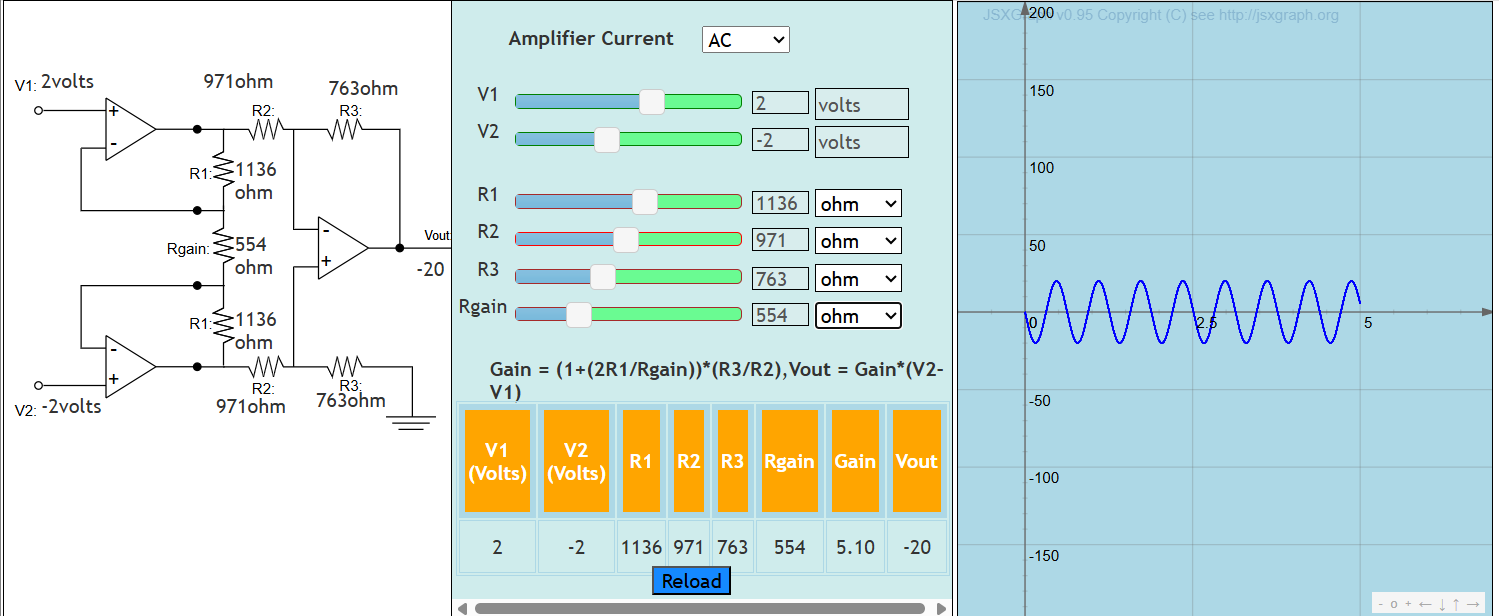 V1: 2volts
971ohm
763ohm
R2:
R3:
+
-
R1: 1136
ohm
Rgain: 554
ohm
-
+
Vout:
-20
R1: 1136
ohm
-
+
R2:
R3:
V2: -2volts
971ohm
763ohm
Amplifier Current AC
V1 2 volts
V2 -2 volts
R1 1136 ohm
R2 971 ohm
R3 763 ohm
Rgain 554 ohm
Gain = (1+(2R1/Rgain))*(R3/R2),Vout = Gain*(V2-
V1)
V1 (Volts) V2 (Volts) R1 R2 R3 Rgain Gain Vout
2 -2 1136 971 763 554 5.10 -20
Reload
JSXGraph v0.95 Copyright (C) see http://jsxgraph.org
200
150
100
50
0 2.5 5
-50
-100
-150
- o + ← ↓ ↑ →